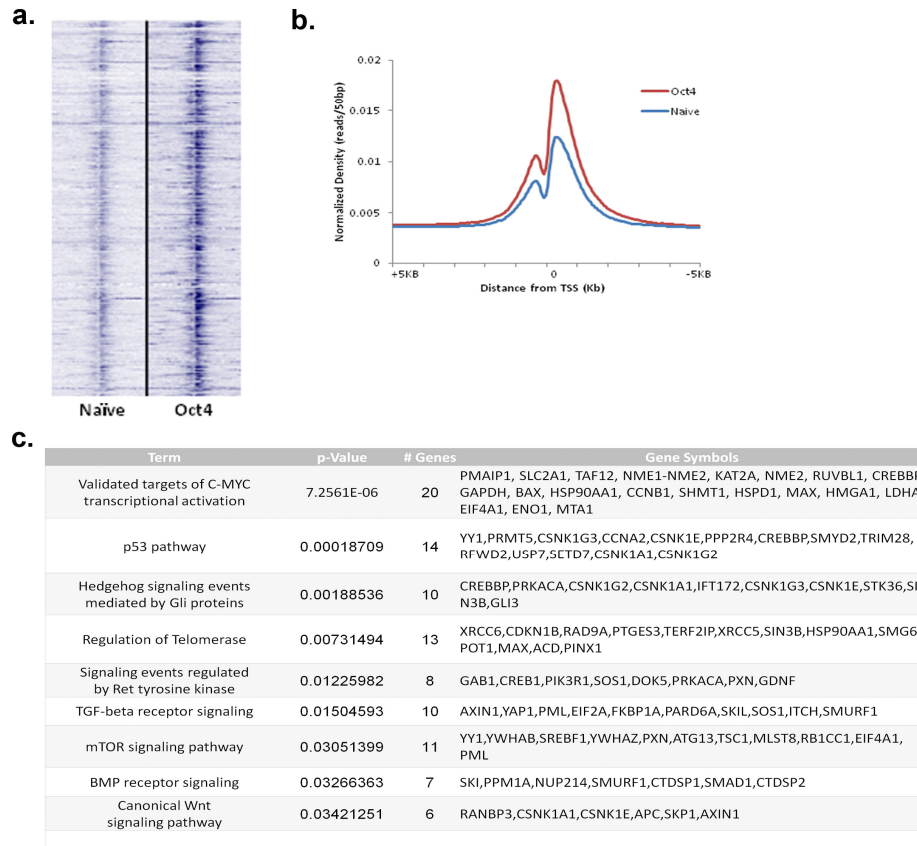 a.
b.
Naïve
Oct4
0.02
0.015
0.01
0.005
0
Normalized Density (reads/50bp)
+5KB
0
-5KB
Distance from TSS (Kb)
Oct4
Naive
c.
Term p-Value # Genes Gene Symbols
Validated targets of C-MYC
transcriptional activation
7.2561E-06
20
PMAIP1, SLC2A1, TAF12, NME1-NME2, KAT2A, NME2, RUVBL1, CREBBP
GAPDH, BAX, HSP90AA1, CCNB1, SHMT1, HSPD1, MAX, HMGA1, LDHA
EIF4A1, ENO1, MTA1
p53 pathway
0.00018709
14
YY1,PRMT5,CSNK1G3,CCNA2,CSNK1E,PPP2R4,CREBBP,SMYD2,TRIM28,
RFWD2,USP7,SETD7,CSNK1A1,CSNK1G2
Hedgehog signaling events
mediated by Gli proteins
0.00188536
10
CREBBP,PRKACA,CSNK1G2,CSNK1A1,IFT172,CSNK1G3,CSNK1E,STK36,
N3B,GLI3
Regulation of Telomerase
0.00731494
13
XRCC6,CDKN1B,RAD9A,PTGES3,TERF2IP,XRCC5,SIN3B,HSP90AA1,SMG6
POT1,MAX,ACD,PINX1
Signaling events regulated
by Ret tyrosine kinase
0.01225982
8
GAB1,CREB1,PIK3R1,SOS1,DOK5,PRKACA,PXN,GDNF
TGF-beta receptor signaling
0.01504593
10
AXIN1,YAP1,PML,EIF2A,FKBP1A,PARD6A,SKIL,SOS1,ITCH,SMURF1
mTOR signaling pathway
0.03051399
11
YY1,YWHAB,SREBF1,YWHAZ,PXN,ATG13,TSC1,MLST8,RB1CC1,EIF4A1,
PML
BMP receptor signaling
0.03266363
7
SKI,PPM1A,NUP214,SMURF1,CTDSP1,SMAD1,CTDSP2
Canonical Wnt
signaling pathway
0.03421251
6
RANBP3,CSNK1A1,CSNK1E,APC,SKP1,AXIN1